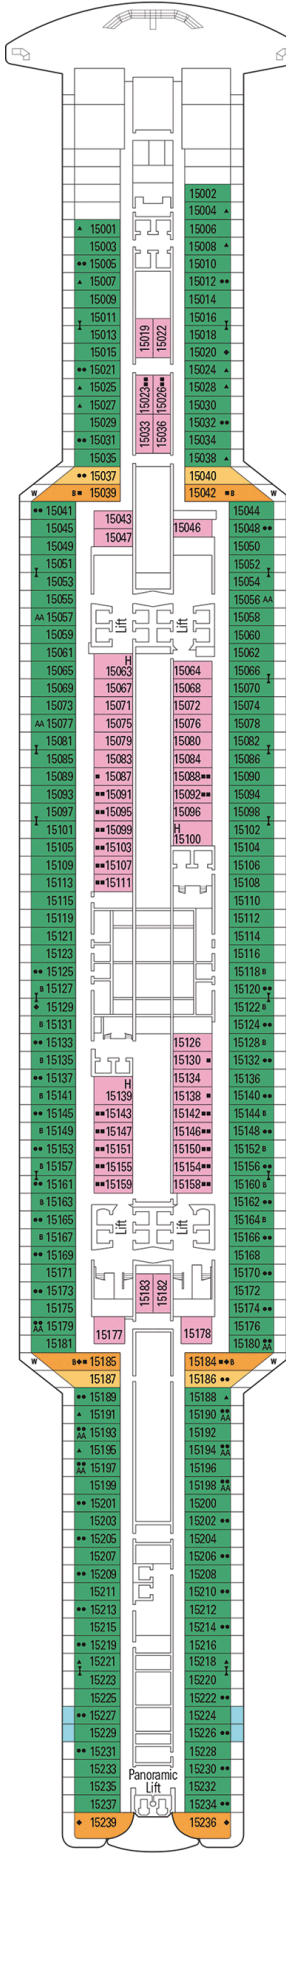 15002
15004 ▲
▲ 15001 15006
15003 15008 ▲
●● 15005 15010
▲ 15007 15012 ●●
15009 15014
15011 15016
I 15013 15018 I
15015 15019 15022 15020 ◆
●● 15021 15024 ▲
▲ 15025 15023■■ 15026■■ 15028 ▲
▲ 15027 15030
15029 15033 15036 15032 ●●
●● 15031 15034
15035 15038 ▲
●● 15037 15040
W B■ 15039 15042 ■B W
●● 15041 15044
15045 15043 15046 15048 ●●
15049 15047 15050
15051 15052
I 15053 15054 I
15055 15056 AA
AA 15057 Lift Lift 15058
15059 15060
15061 15062
15065 H 15063 15064 15066
15069 15067 15068 15070 I
15073 15071 15072 15074
AA 15077 15075 15076 15078
15081 15079 15080 15082
I 15085 15083 15084 15086 I
15089 ■ 15087 15088■■ 15090
15093 ■■15091 15092■■ 15094
15097 ■■15095 15096 15098
I 15101 ■■15099 H 15100 15102 I
15105 ■■15103 15104
15109 ■■15107 15106
15113 ■■15111 15108
15115 15110
15119 15112
15121 15114
15123 15116
●● 15125 15118 B
B 15127 15120 ●●
I I
◆ 15129 15122 B
B 15131 15124 ●●
●● 15133 15126 15128 B
B 15135 15130 ■ 15132 ●●
●● 15137 15134 15136
B 15141 H 15139 15138 ■ 15140 ●●
●● 15145 ■■15143 15142■■ 15144 B
B 15149 ■■15147 15146■■ 15148 ●●
●● 15153 ■■15151 15150 ■ 15152 B
B 15157 ■■15155 15154■■ 15156 ●●
I I
●● 15161 ■■15159 15158■■ 15160 B
B 15163 15162 ●●
●● 15165 15164 B
B 15167 Lift Lift 15166 ●●
●● 15169 15168
15171 15170 ●●
●● 15173 15183 15182 15172
15175 15174 ●●
●● AA 15179 15177 15178 15176
15181 15180 ●● AA
W B◆■ 15185 15184 ■◆B W
15187 15186 ●●
●● 15189 15188 ▲
▲ 15191 15190 ●● AA
●● AA 15193 15192
▲ 15195 15194 ●● AA
●● AA 15197 15196
15199 15198 ●● AA
●● 15201 15200
15203 15202 ●●
●● 15205 15204
15207 15206 ●●
●● 15209 15208
15211 15210 ●●
●● 15213 15212
15215 15214 ●●
●● 15219 15216
▲ 15221 15218 ▲
I 15223 15220 I
15225 15222 ●●
●● 15227 15224
15229 15226 ●●
●● 15231 15228
15233 Panoramic 15230 ●●
15235 Lift 15232
15237 15234 ●●
◆ 15239 15236 ◆